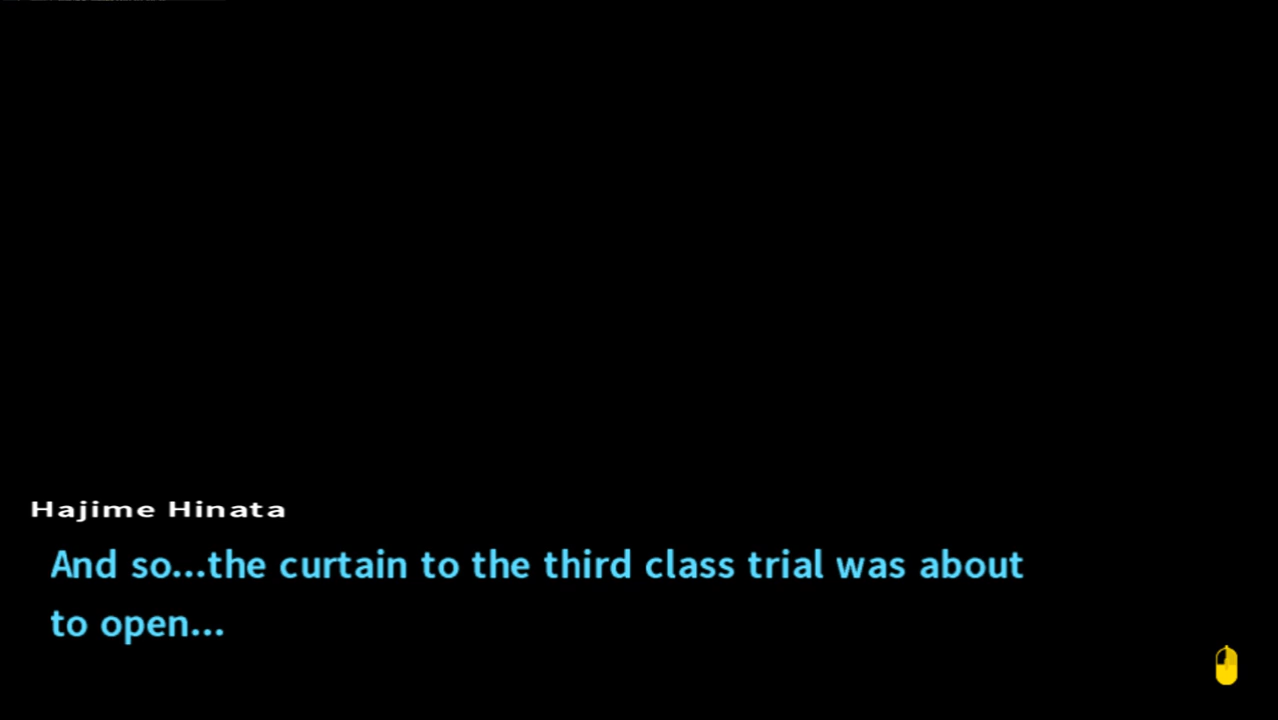 Hajime Hinata
And so...the curtain to the third class trial was about
to open...